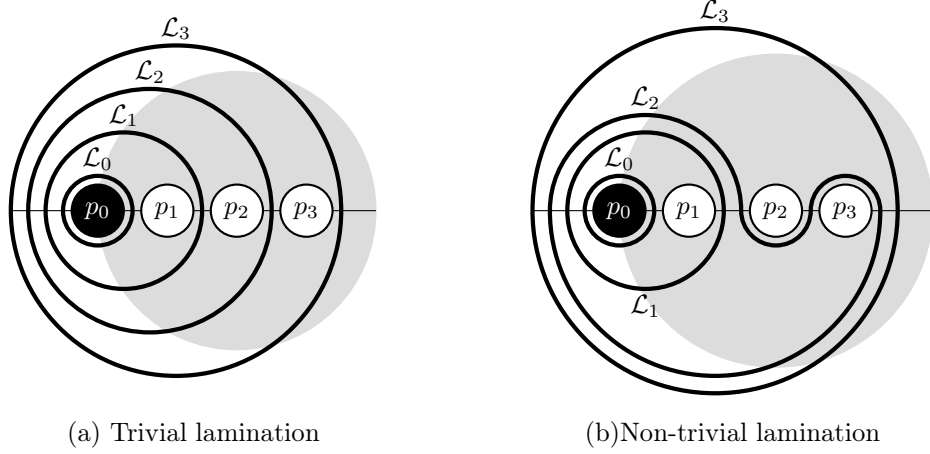 ℒ₃
ℒ₂
ℒ₁
ℒ₀
p₀ p₁ p₂ p₃
(a) Trivial lamination
ℒ₃
ℒ₂
ℒ₀
p₀ p₁ p₂ p₃
ℒ₁
(b)Non-trivial lamination